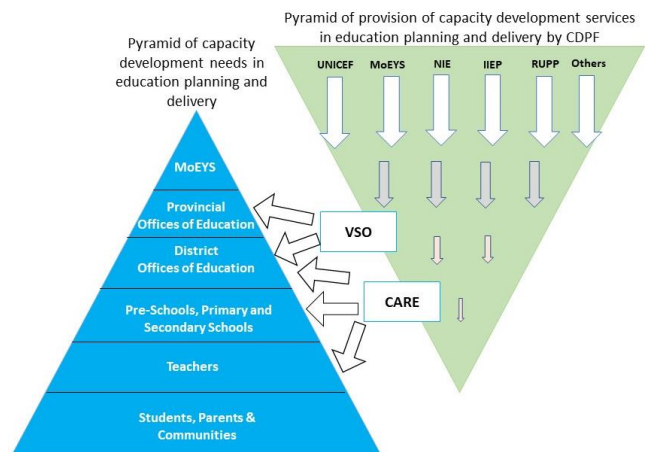 Pyramid of capacity
development needs in
education planning and
delivery
Pyramid of provision of capacity development services
in education planning and delivery by CDPF
UNICEF MoEYS NIE IIEP RUPP Others
MoEYS
Provincial
Offices of Education
District
Offices of Education
Pre-Schools, Primary and
Secondary Schools
Teachers
Students, Parents &
Communities
VSO
CARE